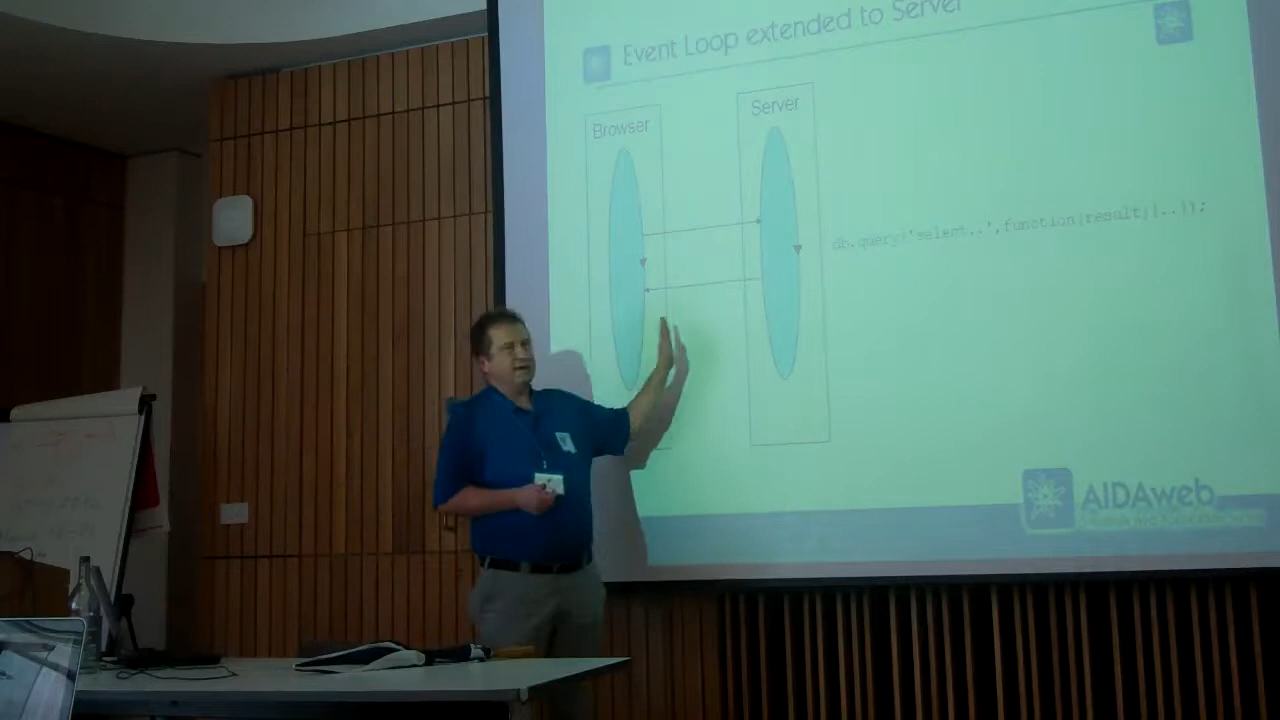 Event Loop extended to Server
Browser
Server
db.query('select..',function(result){..});
AIDAweb